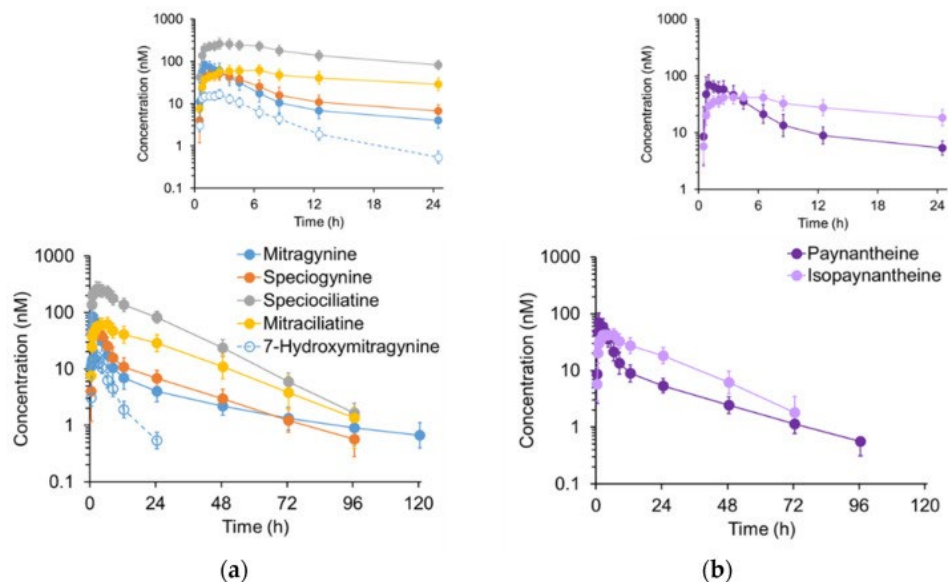 1000
100
10
1
0.1
Concentration (nM)
0 6 12 18 24
Time (h)
1000
100
10
1
Concentration (nM)
0 6 12 18 24
Time (h)
1000
100
10
1
0.1
Concentration (nM)
Mitragynine
Speciogynine
Speciociliatine
Mitraciliatine
7-Hydroxymitragynine
0 24 48 72 96 120
Time (h)
(a)
1000
100
10
1
0.1
Concentration (nM)
Paynantheine
Isopaynantheine
0 24 48 72 96 120
Time (h)
(b)